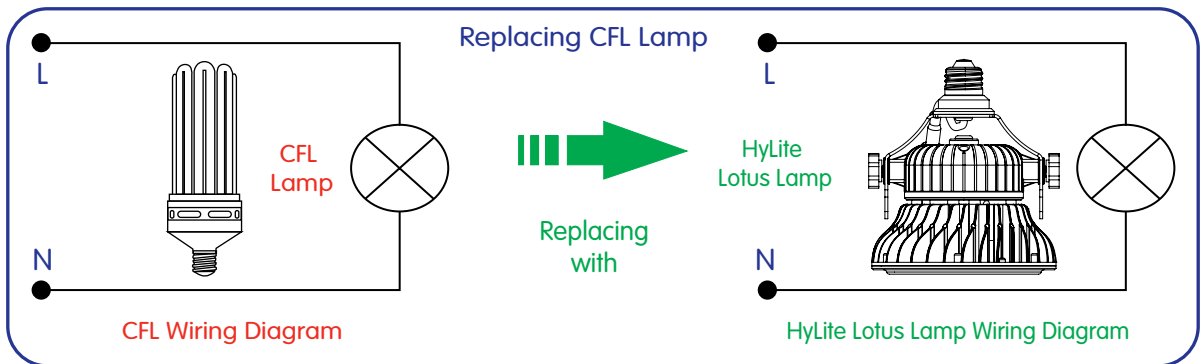 Replacing CFL Lamp
L
CFL
Lamp
N
CFL Wiring Diagram
Replacing
with
L
HyLite
Lotus Lamp
N
HyLite Lotus Lamp Wiring Diagram